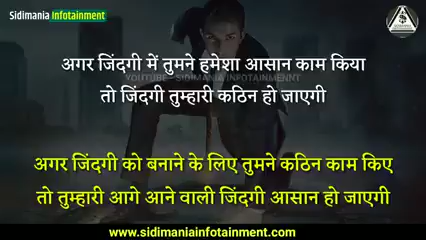 Sidimania Infotainment
अगर जिंदगी में तुमने हमेशा आसान काम किया
YOUTUBE - SIDIMANIA INFOTAINMENNT
तो जिंदगी तुम्हारी कठिन हो जाएगी
अगर जिंदगी को बनाने के लिए तुमने कठिन काम किए
तो तुम्हारी आगे आने वाली जिंदगी आसान हो जाएगी
www.sidimaniainfotainment.com